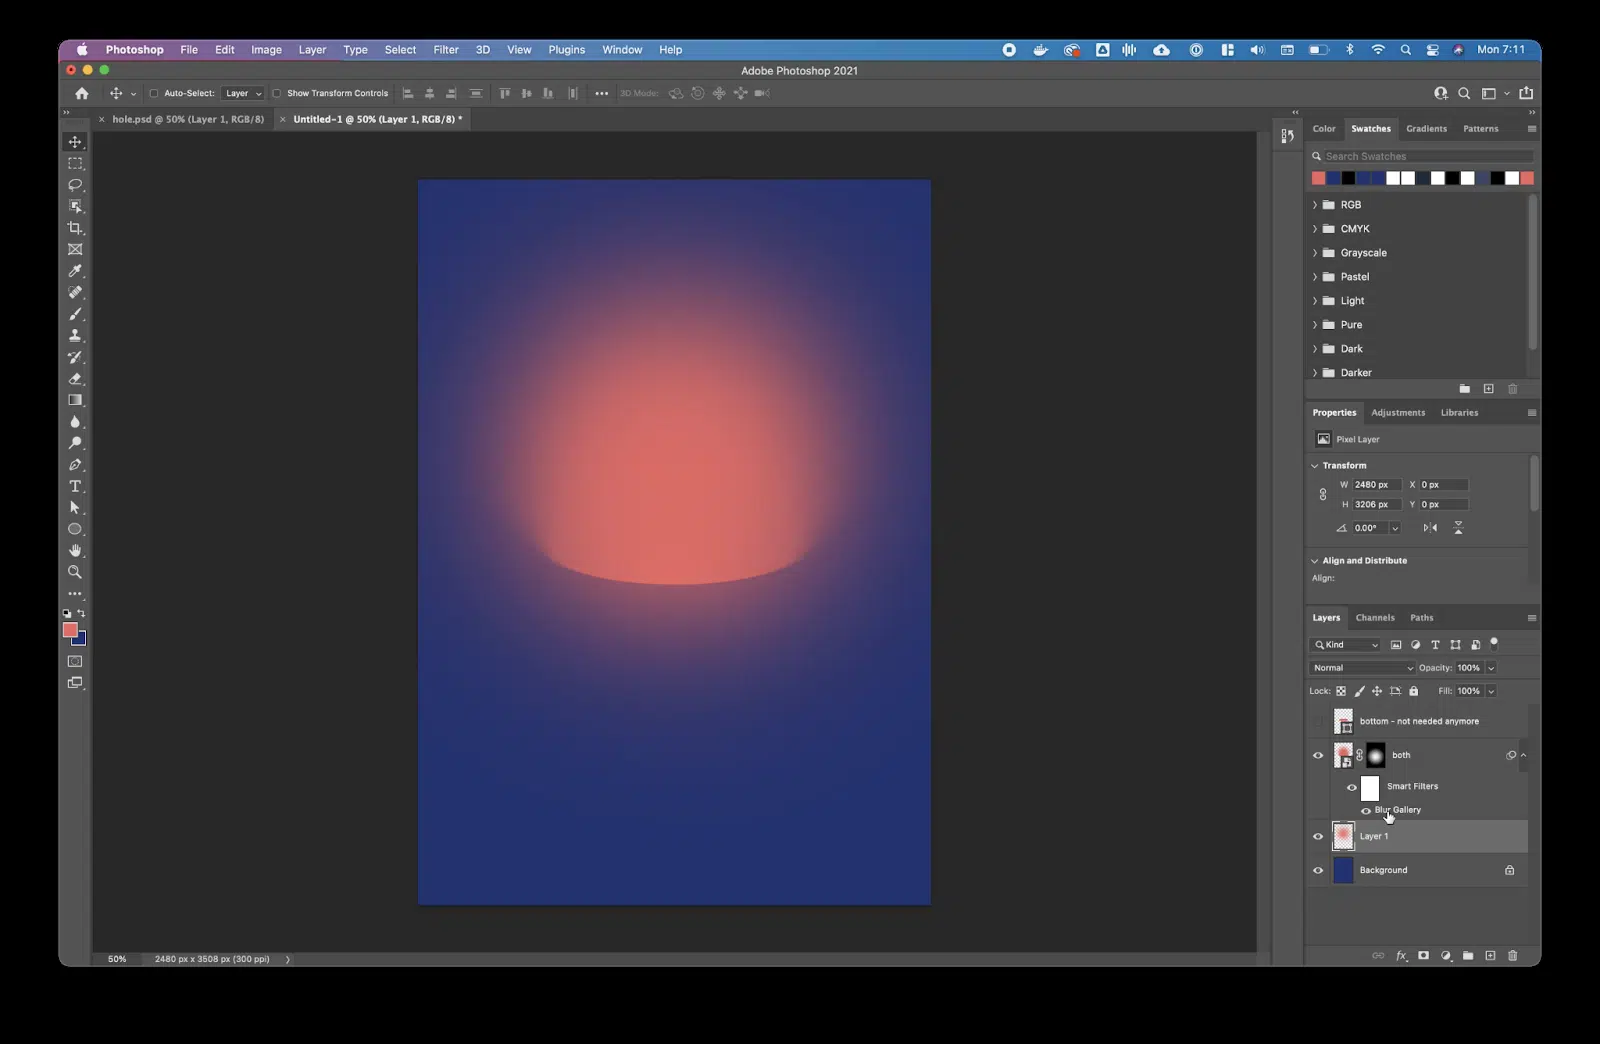 Photoshop File Edit Image Layer Type Select Filter 3D View Plugins Window Help Mon 7:11
Adobe Photoshop 2021
Auto-Select: Layer Show Transform Controls 3D Mode:
hole.psd @ 50% (Layer 1, RGB/8) Untitled-1 @ 50% (Layer 1, RGB/8) *
Color Swatches Gradients Patterns
Search Swatches
RGB
CMYK
Grayscale
Pastel
Light
Pure
Dark
Darker
Properties Adjustments Libraries
Pixel Layer
Transform
W 2480 px X 0 px
H 3206 px Y 0 px
0.00°
Align and Distribute
Align:
Layers Channels Paths
Kind
Normal Opacity: 100%
Lock: Fill: 100%
bottom - not needed anymore
both
Smart Filters
Blur Gallery
Layer 1
Background
fx
50% 2480 px x 3508 px (300 ppi)